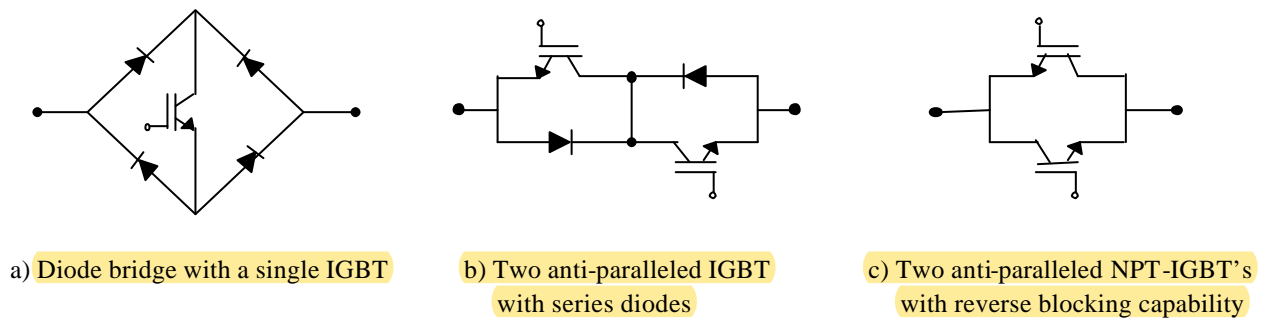 a) Diode bridge with a single IGBT
b) Two anti-paralleled IGBT
with series diodes
c) Two anti-paralleled NPT-IGBT's
with reverse blocking capability